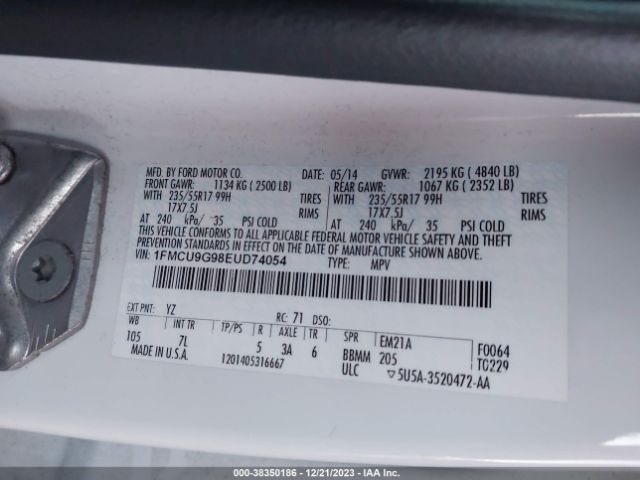 MFD. BY FORD MOTOR CO.
DATE: 05/14 GVWR: 2195 KG ( 4840 LB)
FRONT GAWR: 1134 KG ( 2500 LB) REAR GAWR: 1067 KG ( 2352 LB)
WITH 235/55R17 99H TIRES WITH 235/55R17 99H TIRES
17X7.5J RIMS 17X7.5J RIMS
AT 240 kPa/ 35 PSI COLD AT 240 kPa/ 35 PSI COLD
THIS VEHICLE CONFORMS TO ALL APPLICABLE FEDERAL MOTOR VEHICLE SAFETY AND THEFT
PREVENTION STANDARDS IN EFFECT ON THE DATE OF MANUFACTURE SHOWN ABOVE.
VIN: 1FMCU9G98EUD74054 TYPE: MPV
EXT PNT: YZ RC: 71 DSO:
WB INT TR TP/PS R AXLE TR SPR EM21A F0064
105 7L 5 3A 6 BBMM 205 T0229
MADE IN U.S.A. 1201405316667 ULC ▽5U5A-3520472-AA
000-38350186 - 12/21/2023 - IAA Inc.